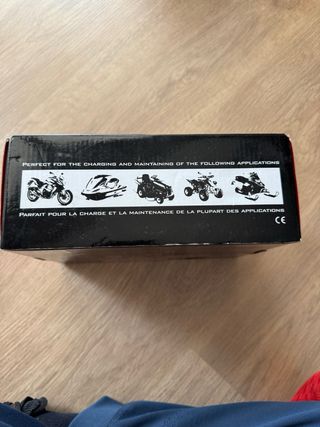 Perfect for the charging and maintaining of the following applications
Parfait pour la charge et la maintenance de la plupart des applications
CE